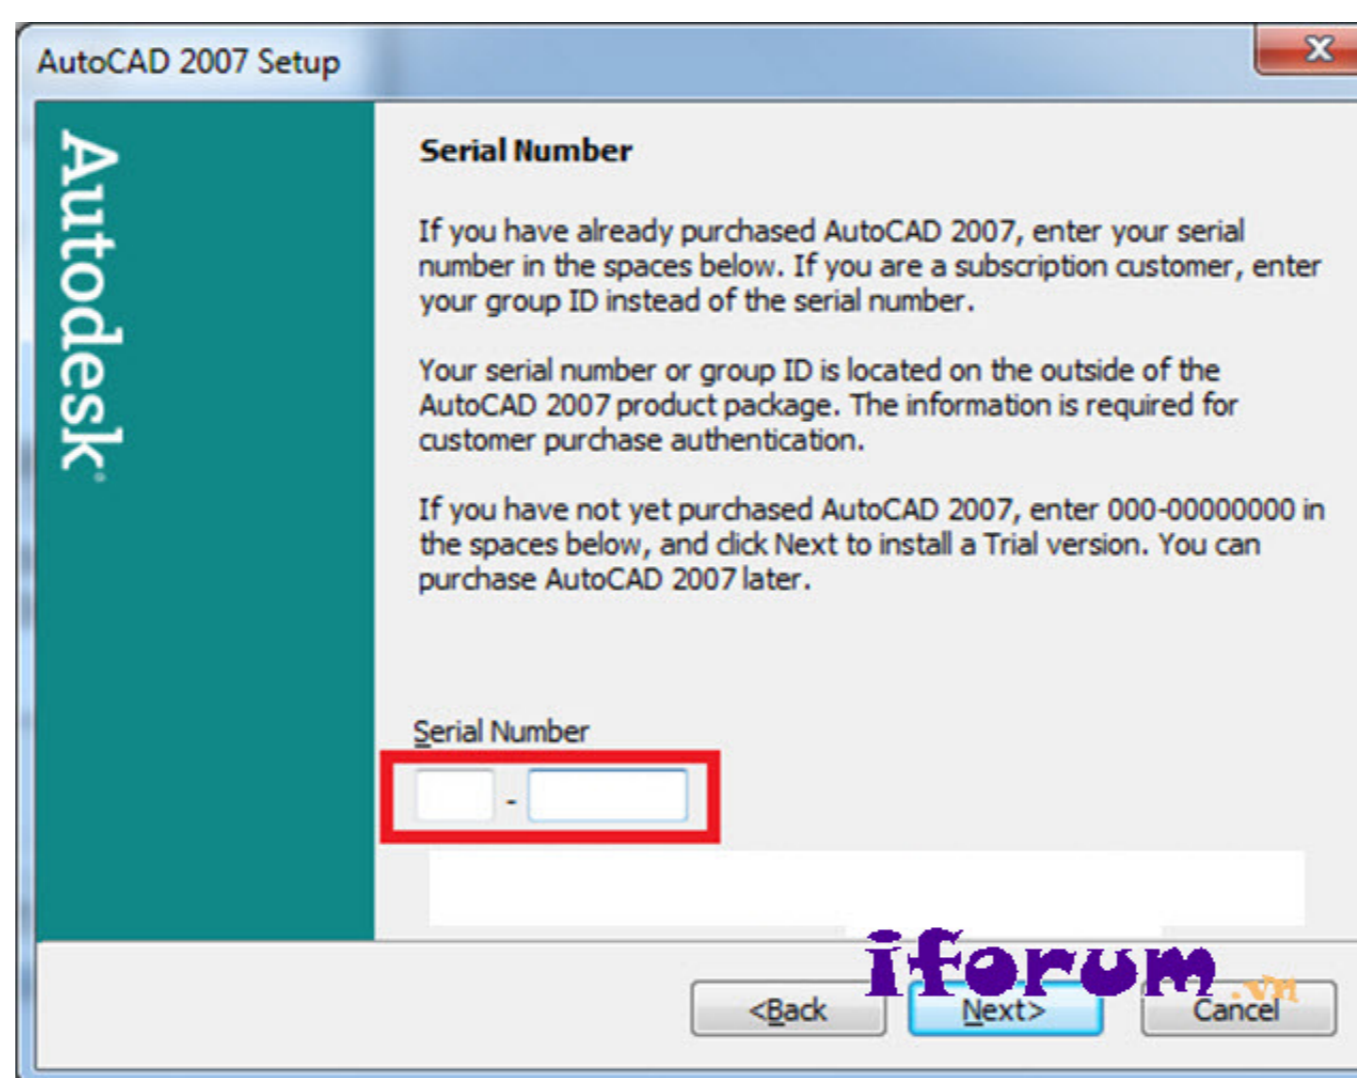 AutoCAD 2007 Setup
Autodesk
Serial Number
If you have already purchased AutoCAD 2007, enter your serial
number in the spaces below. If you are a subscription customer, enter
your group ID instead of the serial number.
Your serial number or group ID is located on the outside of the
AutoCAD 2007 product package. The information is required for
customer purchase authentication.
If you have not yet purchased AutoCAD 2007, enter 000-00000000 in
the spaces below, and click Next to install a Trial version. You can
purchase AutoCAD 2007 later.
Serial Number
-
iforum.vn
<Back Next> Cancel